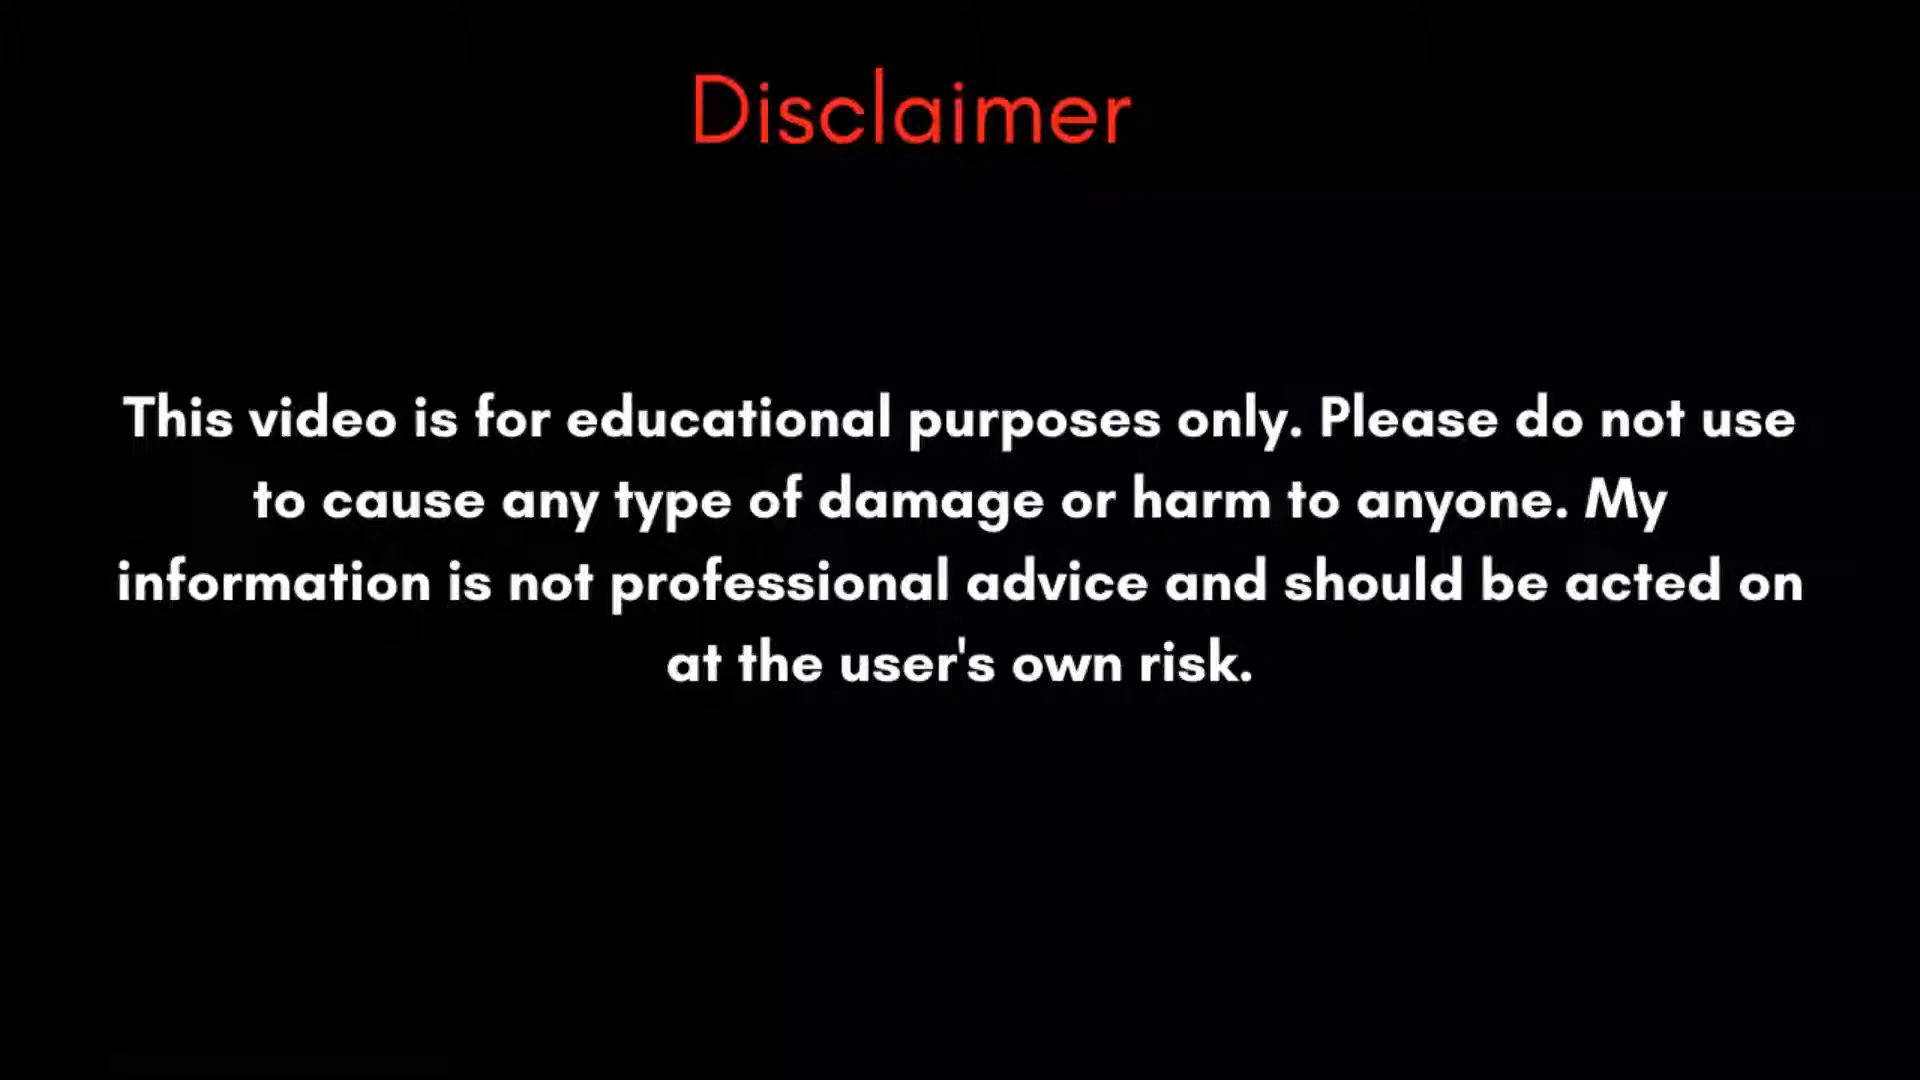 Disclaimer
This video is for educational purposes only. Please do not use
to cause any type of damage or harm to anyone. My
information is not professional advice and should be acted on
at the user's own risk.